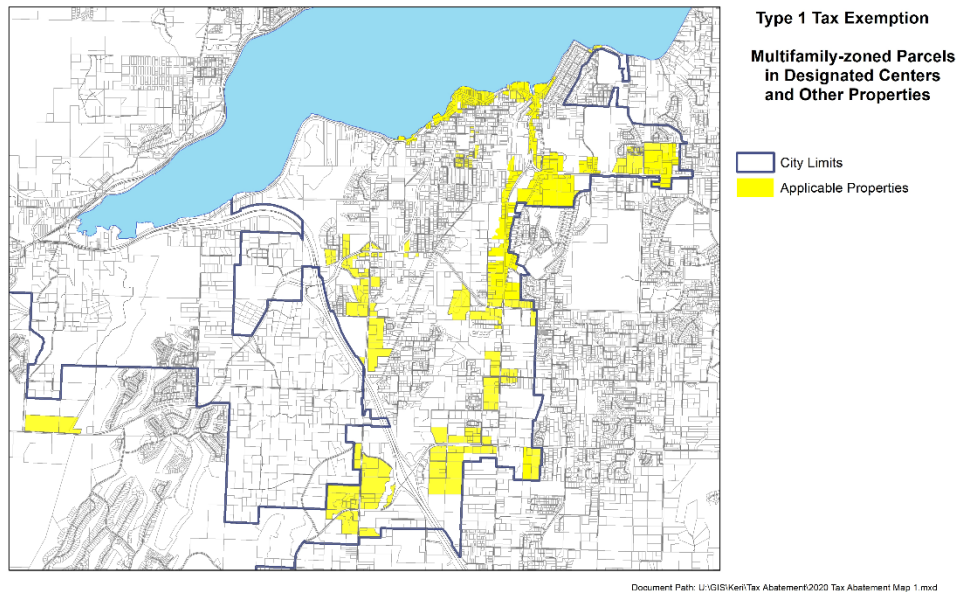 Type 1 Tax Exemption
Multifamily-zoned Parcels
in Designated Centers
and Other Properties
City Limits
Applicable Properties
Document Path: U:\GIS\Keri\Tax Abatement\2020 Tax Abatement Map 1.mxd